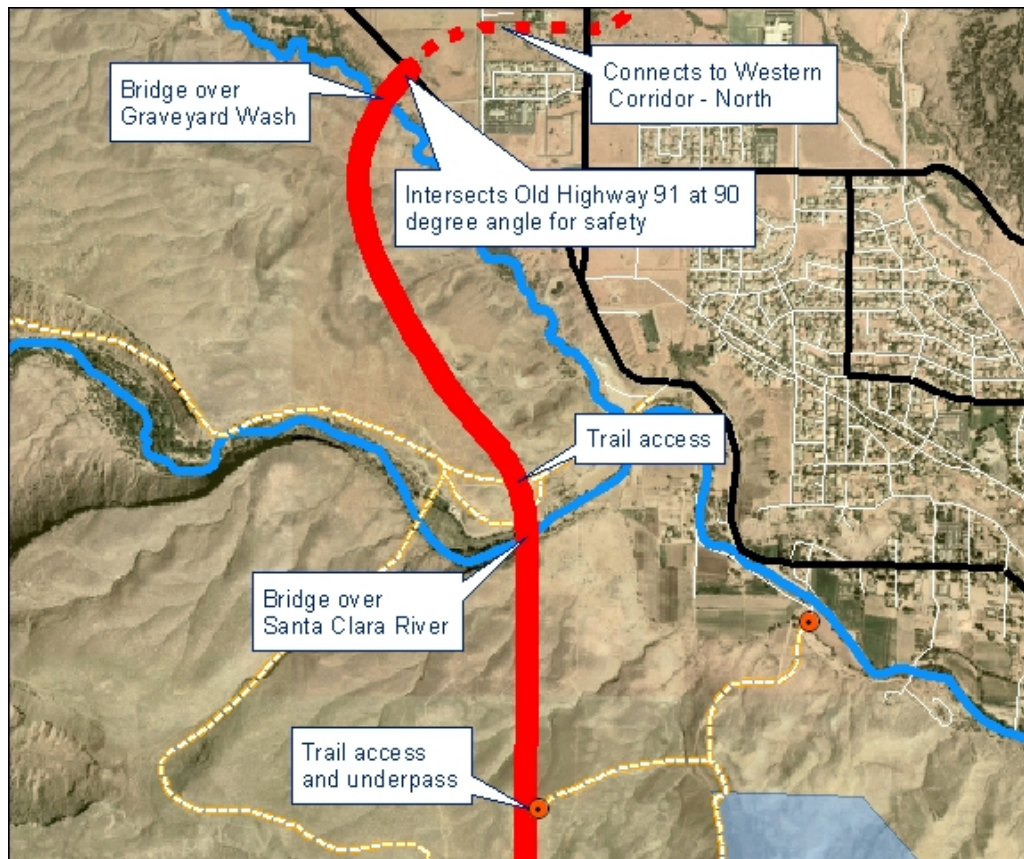 Bridge over
Graveyard Wash
Connects to Western
Corridor - North
Intersects Old Highway 91 at 90
degree angle for safety
Trail access
Bridge over
Santa Clara River
Trail access
and underpass